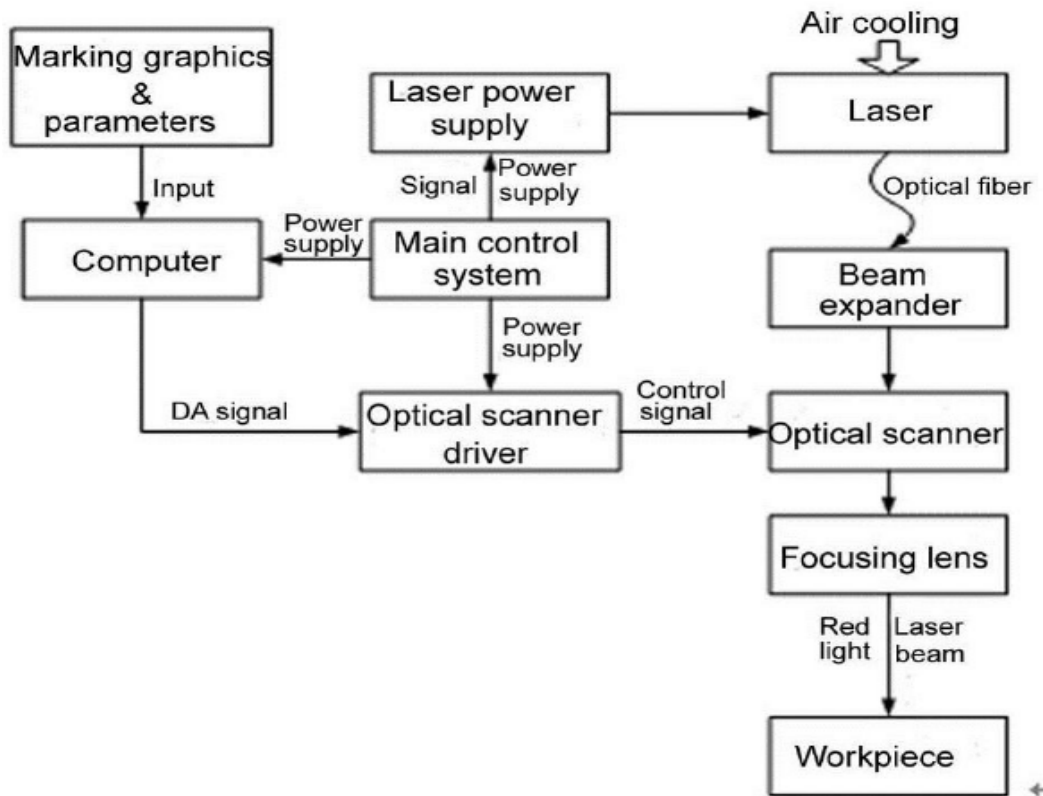 Air cooling
Marking graphics
&
parameters
Laser power
supply
Laser
Input
Signal
Power
supply
Optical fiber
Computer
Power
supply
Main control
system
Beam
expander
Power
supply
DA signal
Optical scanner
driver
Control
signal
Optical scanner
Focusing lens
Red
light
Laser
beam
Workpiece